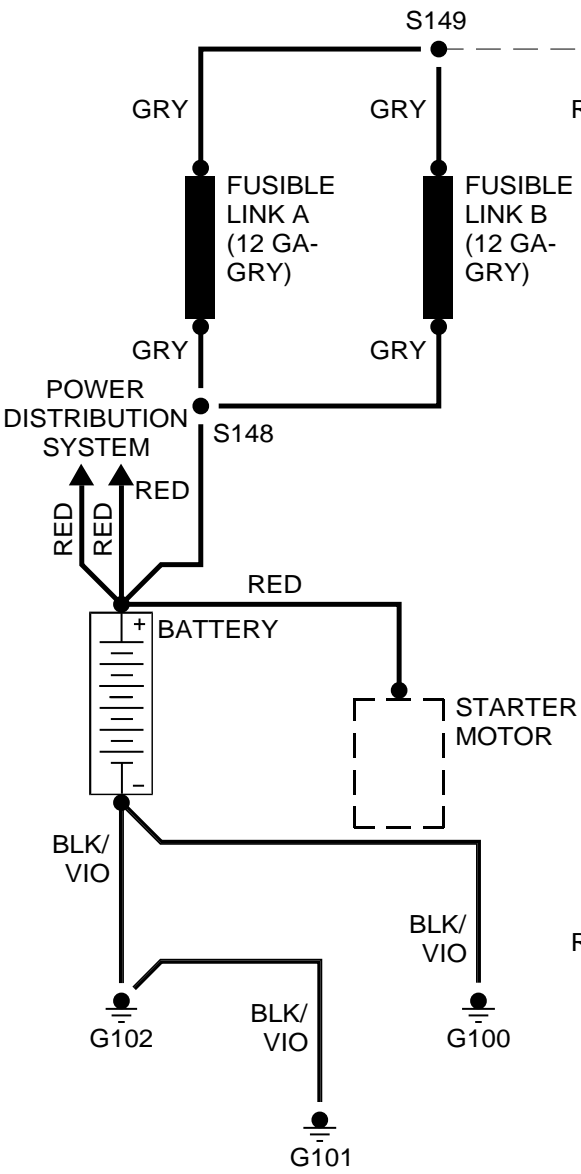 S149
GRY
GRY
R
FUSIBLE
LINK A
(12 GA-
GRY)
FUSIBLE
LINK B
(12 GA-
GRY)
GRY
GRY
POWER
DISTRIBUTION
SYSTEM
S148
RED
RED
RED
RED
+
BATTERY
STARTER
MOTOR
–
BLK/
VIO
BLK/
VIO
R
BLK/
VIO
G102
G100
G101